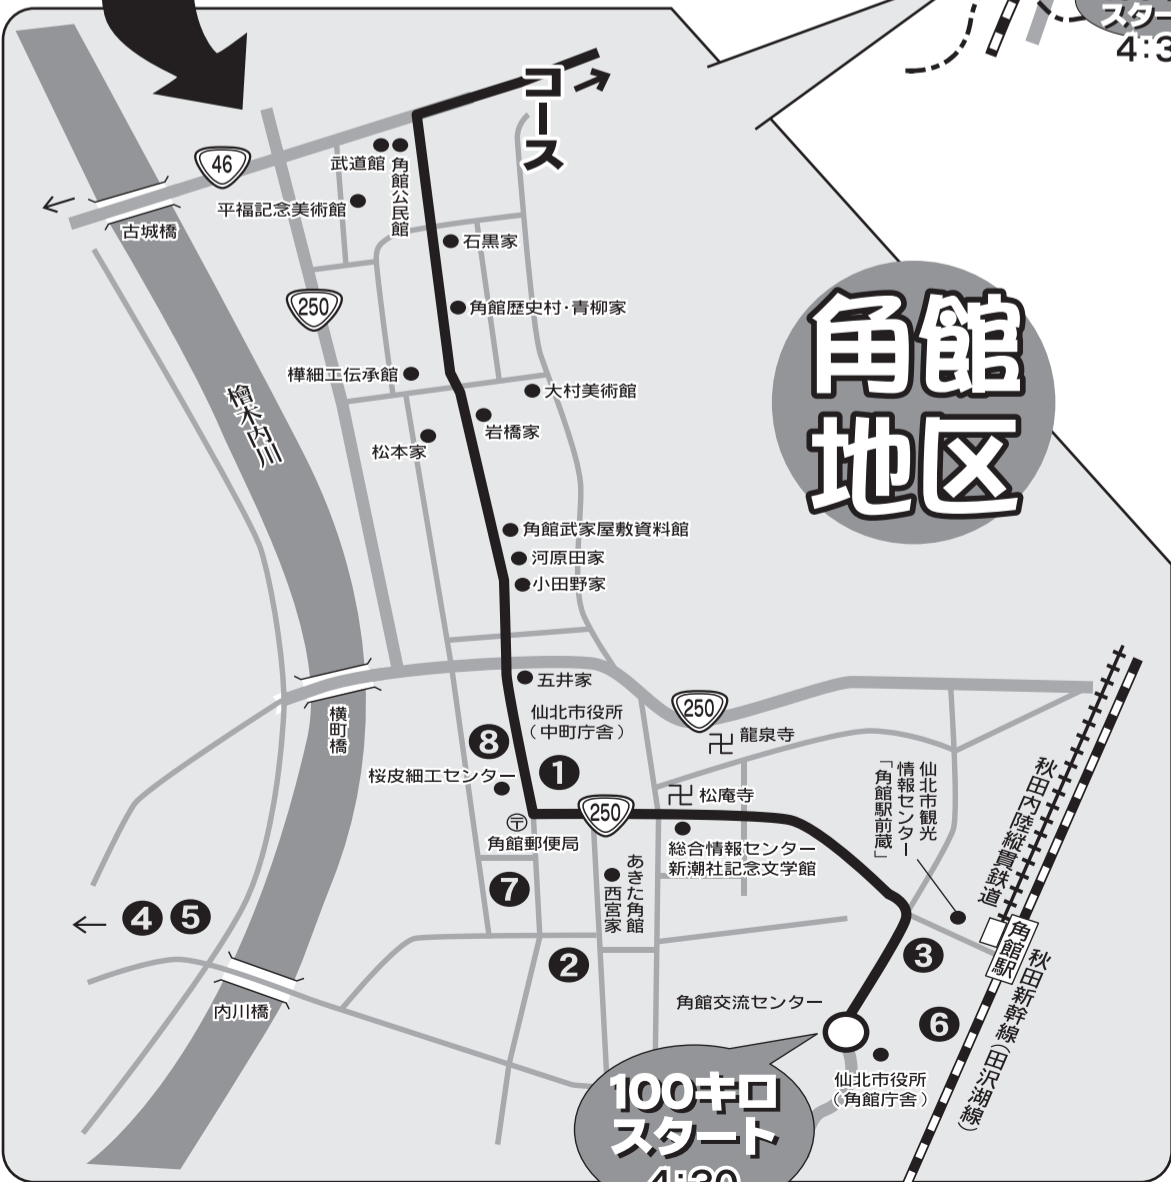 スター
コース
46
武道館
角館公民館
平福記念美術館
古城橋
石黒家
250
角館歴史村・青柳家
角館
地区
樺細工伝承館
大村美術館
檜木内川
岩橋家
松本家
角館武家屋敷資料館
河原田家
小田野家
五井家
横町橋
仙北市役所
（中町庁舎）
250
龍泉寺
8
1
桜皮細工センター
松庵寺
250
角館郵便局
総合情報センター
新潮社記念文学館
仙北市観光
情報センター
「角館駅前蔵」
秋田内陸縦貫鉄道
7
あきた角館
西宮家
← 4 5
2
3
角館駅
秋田新幹線（田沢湖線）
内川橋
角館交流センター
6
仙北市役所
（角館庁舎）
100キロ
スタート
4:30